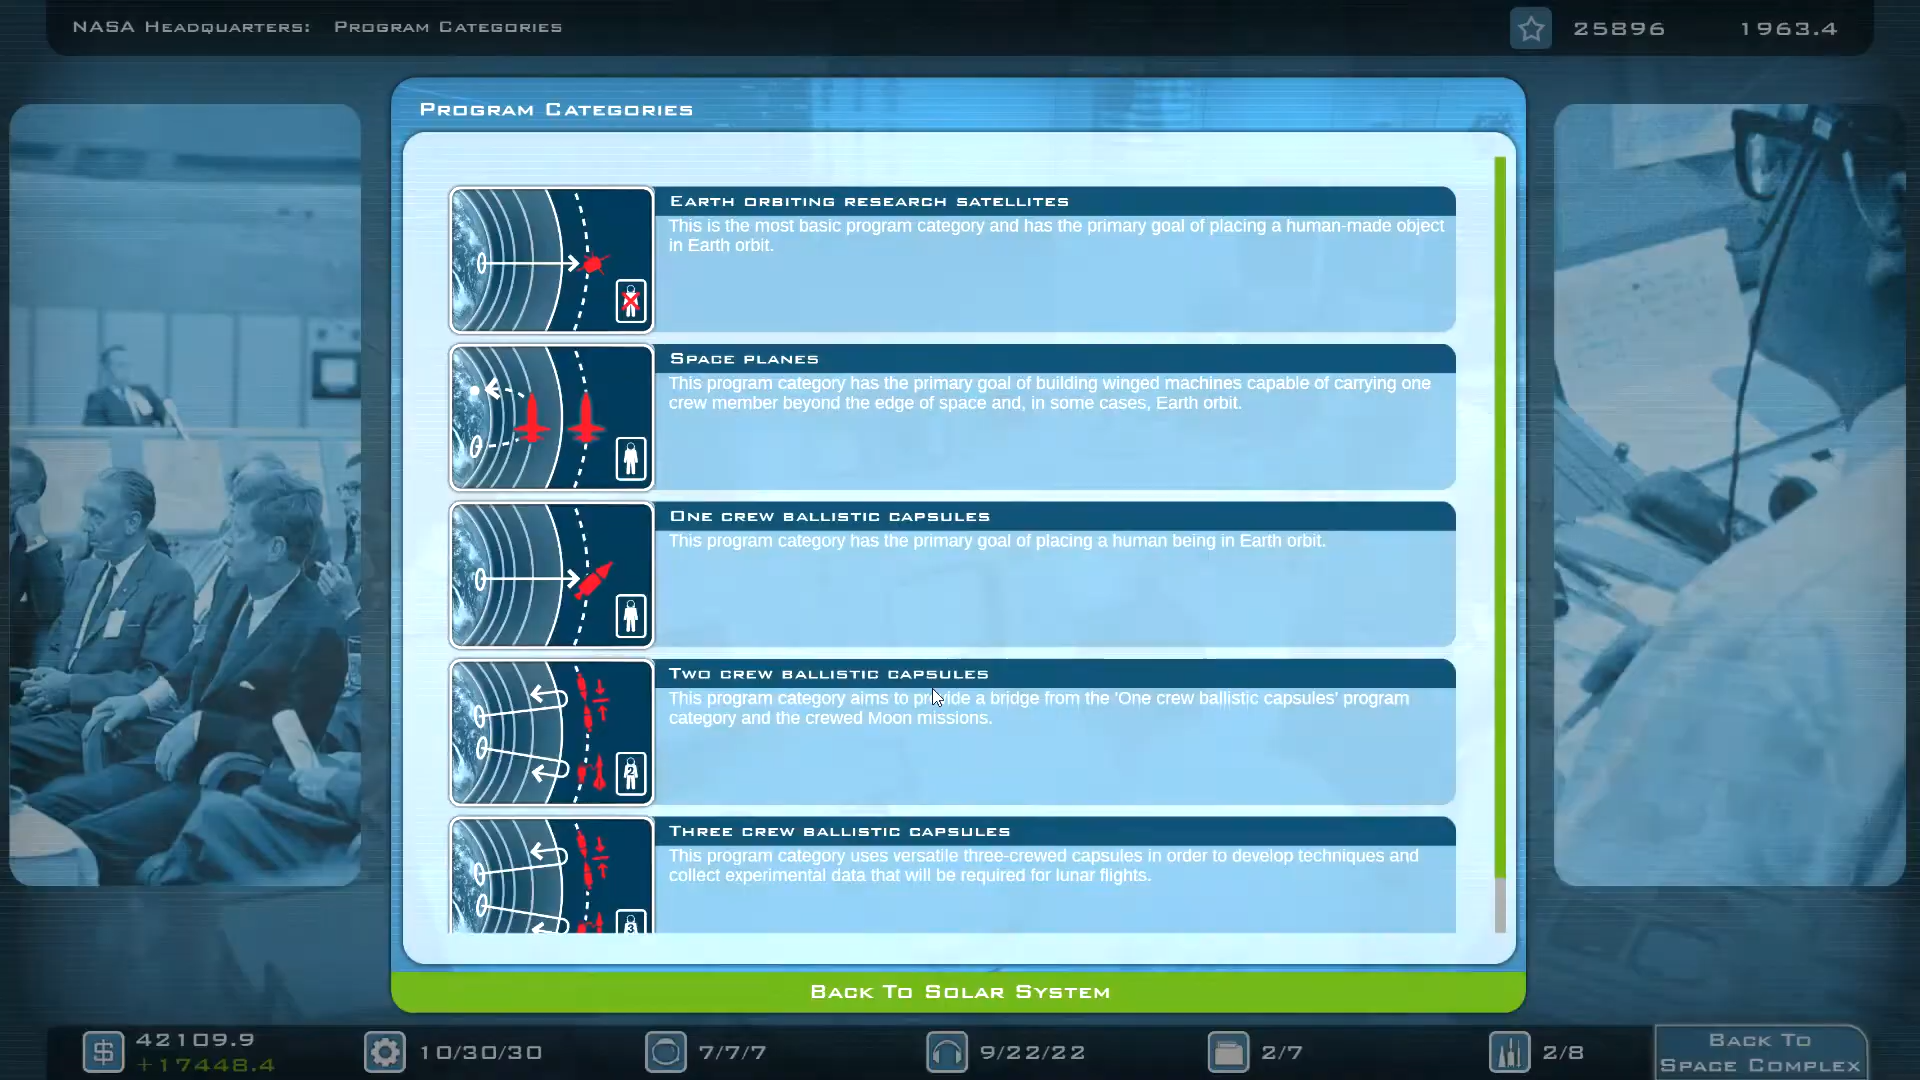 NASA Headquarters: Program Categories
25896
1963.4
Program Categories
Earth orbiting research satellites
This is the most basic program category and has the primary goal of placing a human-made object
in Earth orbit.
Space planes
This program category has the primary goal of building winged machines capable of carrying one
crew member beyond the edge of space and, in some cases, Earth orbit.
One crew ballistic capsules
This program category has the primary goal of placing a human being in Earth orbit.
Two crew ballistic capsules
This program category aims to provide a bridge from the 'One crew ballistic capsules' program
category and the crewed Moon missions.
2
Three crew ballistic capsules
This program category uses versatile three-crewed capsules in order to develop techniques and
collect experimental data that will be required for lunar flights.
3
Back To Solar System
$
42109.9
+17448.4
10/30/30
7/7/7
9/22/22
2/7
2/8
Back To
Space Complex